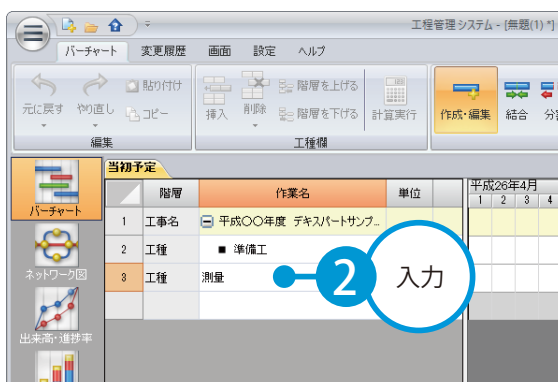 工程管理システム - (無題(1) *)
バーチャート 変更履歴 画面 設定 ヘルプ
元に戻す やり直し 貼り付け コピー 挿入 削除 階層を上げる 階層を下げる 計算実行 作成・編集 結合 分
編集 工種欄
バーチャート
ネットワーク図
出来高・進捗率
当初予定
階層 作業名 単位 平成26年4月
1 2 3 4
1 工事名 平成〇〇年度 デキスパートサンプ...
2 工種 ■ 準備工
3 工種 測量
2 入力